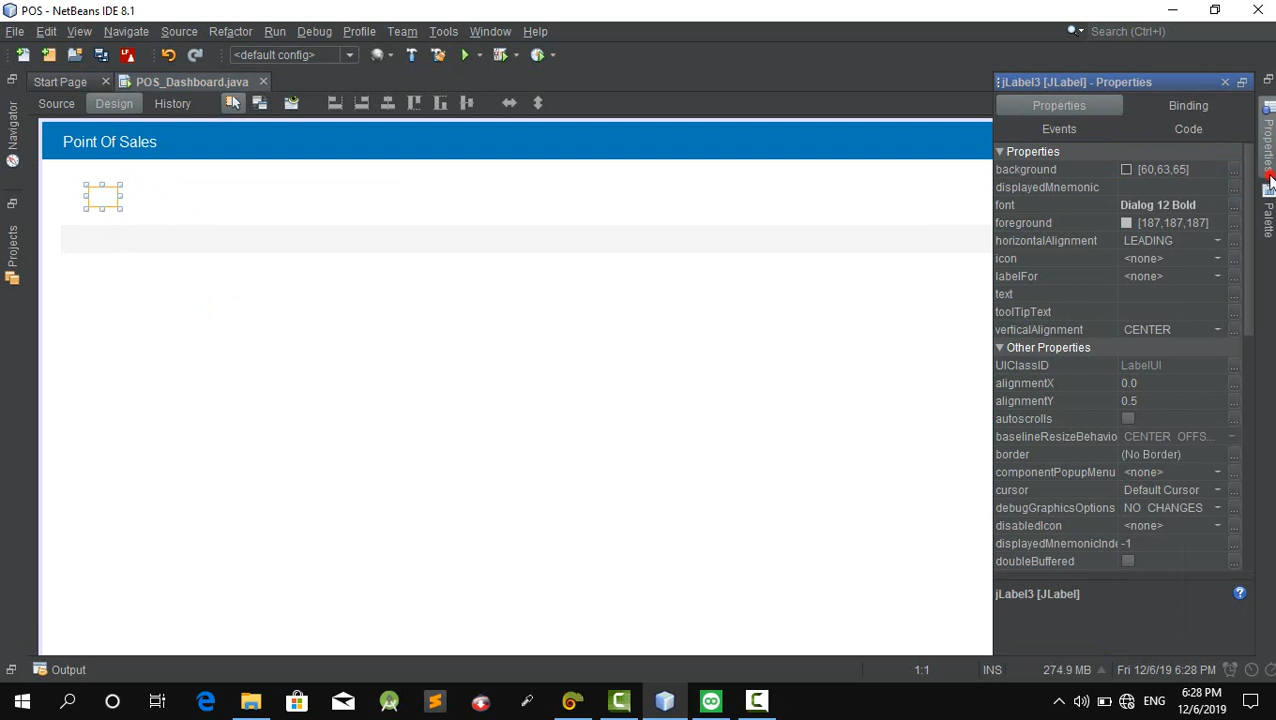 POS - NetBeans IDE 8.1
File Edit View Navigate Source Refactor Run Debug Profile Team Tools Window Help Search (Ctrl+I)
<default config>
Start Page POS_Dashboard.java
Source Design History
Navigator
Projects
Point Of Sales
jLabel3 [JLabel] - Properties
Properties Binding
Events Code
Properties
background [60,63,65] ...
displayedMnemonic ...
font Dialog 12 Bold ...
foreground [187,187,187] ...
horizontalAlignment LEADING ...
icon <none> ...
labelFor <none> ...
text ...
toolTipText ...
verticalAlignment CENTER ...
Other Properties
UIClassID LabelUI ...
alignmentX 0.0 ...
alignmentY 0.5 ...
autoscrolls ...
baselineResizeBehavio CENTER_OFFS...
border (No Border) ...
componentPopupMenu <none> ...
cursor Default Cursor ...
debugGraphicsOptions NO_CHANGES ...
disabledIcon <none> ...
displayedMnemonicInde -1 ...
doubleBuffered ...
jLabel3 [JLabel]
Properties
Palette
Output 1:1 INS 274.9 MB Fri 12/6/19 6:28 PM
ENG 6:28 PM
12/6/2019